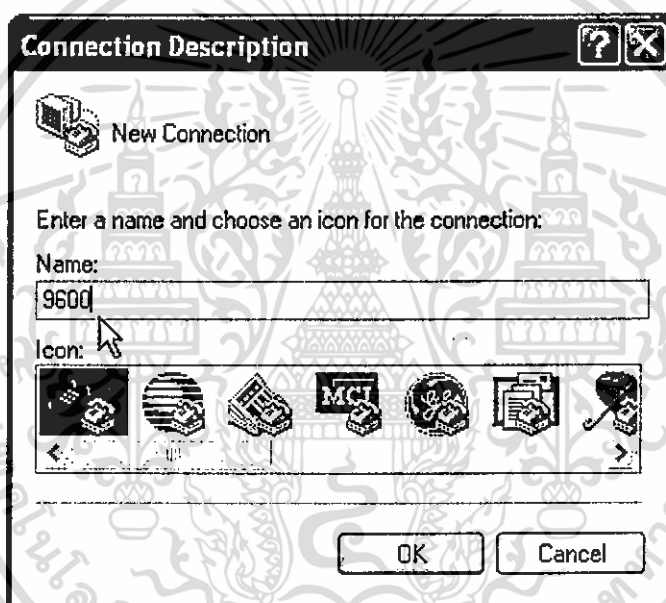 Connection Description
New Connection
Enter a name and choose an icon for the connection:
Name:
9600
Icon:
MCI
OK
Cancel